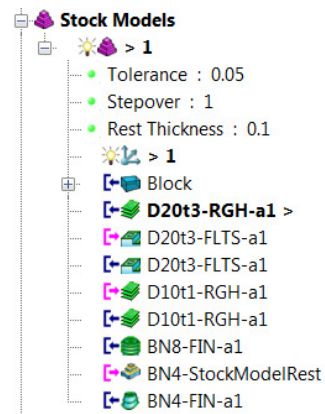 Stock Models
> 1
Tolerance : 0.05
Stepover : 1
Rest Thickness : 0.1
> 1
Block
D20t3-RGH-a1 >
D20t3-FLTS-a1
D20t3-FLTS-a1
D10t1-RGH-a1
D10t1-RGH-a1
BN8-FIN-a1
BN4-StockModelRest
BN4-FIN-a1